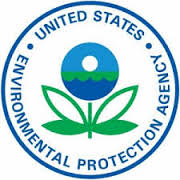 UNITED STATES
ENVIRONMENTAL PROTECTION AGENCY